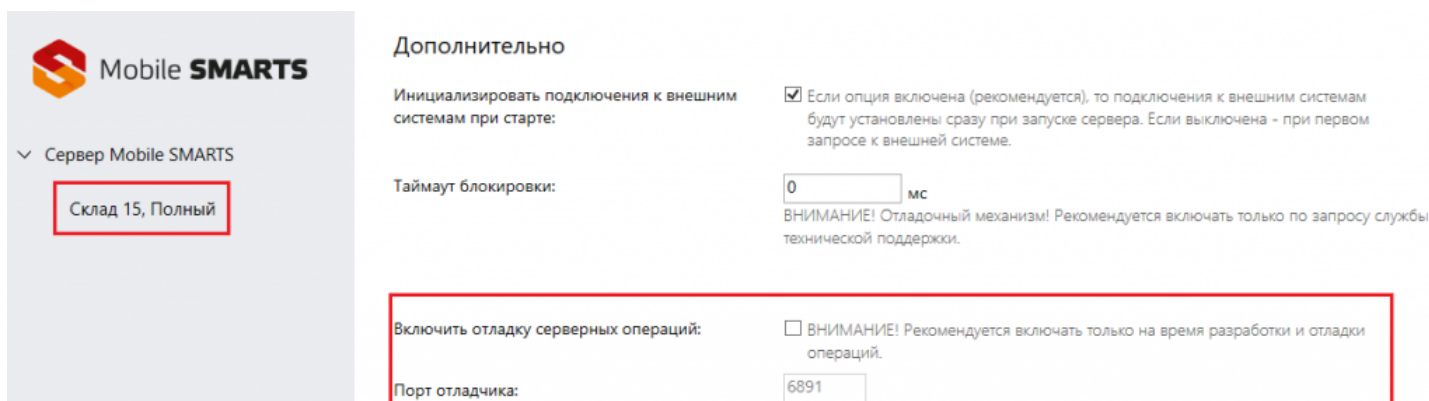 Mobile SMARTS
Сервер Mobile SMARTS
Склад 15, Полный
Дополнительно
Инициализировать подключения к внешним
системам при старте:
Если опция включена (рекомендуется), то подключения к внешним системам
будут установлены сразу при запуске сервера. Если выключена - при первом
запросе к внешней системе.
Таймаут блокировки:
0 мс
ВНИМАНИЕ! Отладочный механизм! Рекомендуется включать только по запросу службы
технической поддержки.
Включить отладку серверных операций:
ВНИМАНИЕ! Рекомендуется включать только на время разработки и отладки
операций.
Порт отладчика:
6891